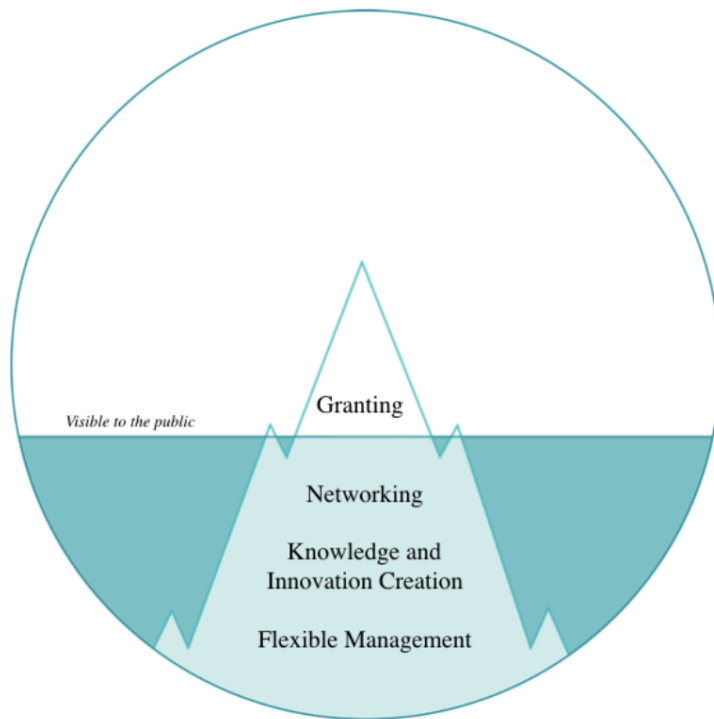 Granting
Visible to the public
Networking
Knowledge and
Innovation Creation
Flexible Management